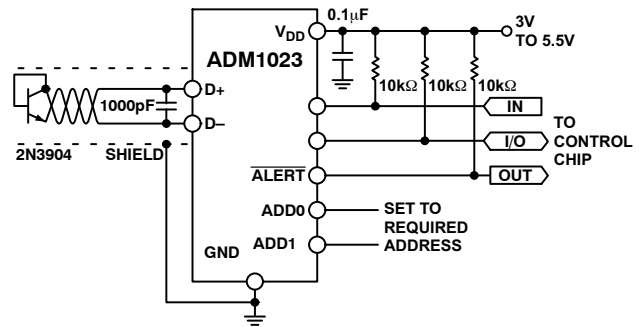 V_DD
0.1μF
3V
TO 5.5V
ADM1023
D+
1000pF
10kΩ
10kΩ
10kΩ
IN
D–
TO
CONTROL
CHIP
I/O
2N3904
SHIELD
ALERT
OUT
ADD0
SET TO
REQUIRED
ADDRESS
GND
ADD1